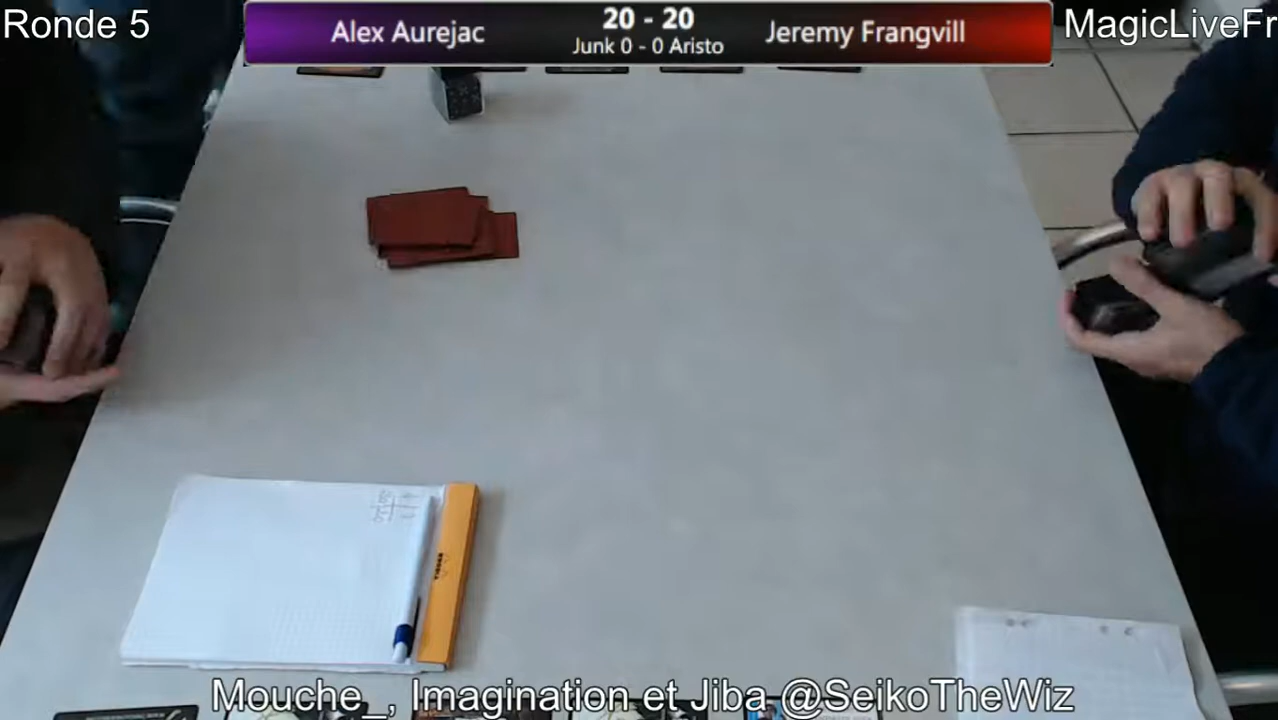 Ronde 5
Alex Aurejac
20 - 20
Junk 0 - 0 Aristo
Jeremy Frangvill
MagicLiveFr
Mouche_, Imagination et Jiba @SeikoTheWiz